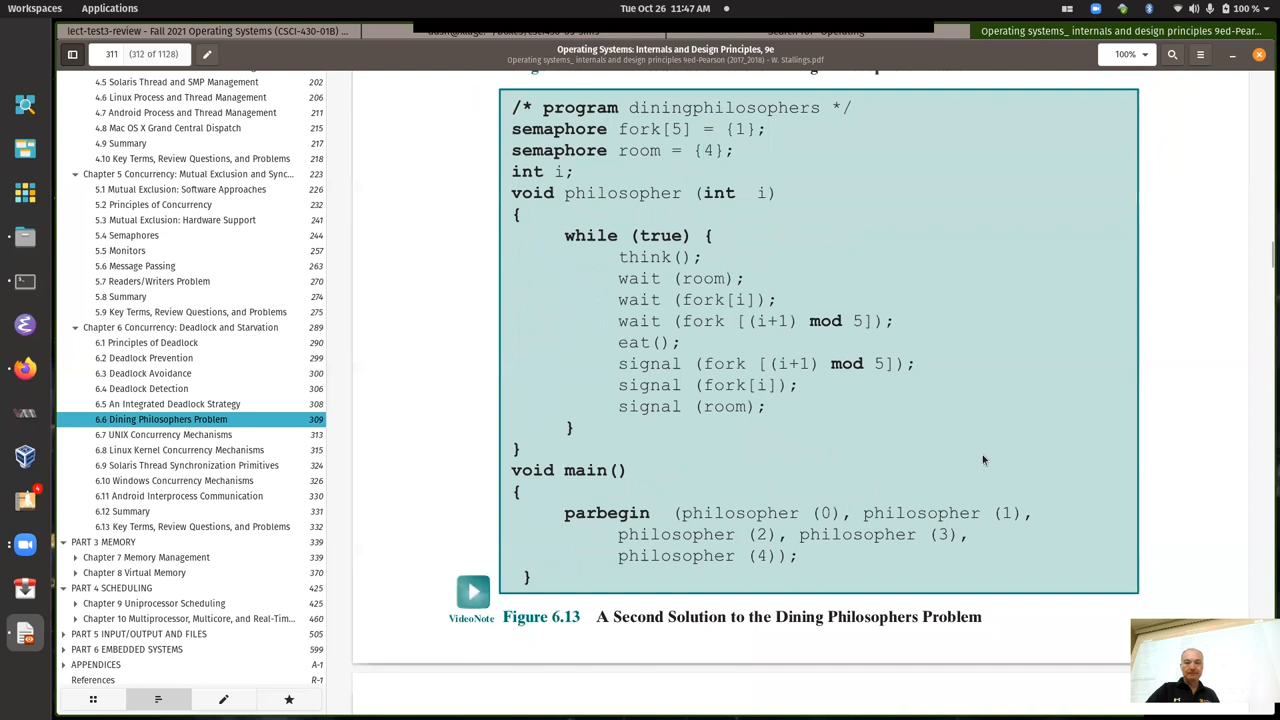 Workspaces Applications Tue Oct 26 11:47 AM 100 %
lect-test3-review - Fall 2021 Operating Systems (CSCI-430-01B) ...
Operating systems_ internals and design principles 9ed-Pear...
311 (312 of 1128)
Operating Systems: Internals and Design Principles, 9e
Operating systems_ internals and design principles 9ed-Pearson (2017_2018) - W. Stallings.pdf
100%
4.5 Solaris Thread and SMP Management 202
4.6 Linux Process and Thread Management 206
4.7 Android Process and Thread Management 211
4.8 Mac OS X Grand Central Dispatch 215
4.9 Summary 217
4.10 Key Terms, Review Questions, and Problems 218
Chapter 5 Concurrency: Mutual Exclusion and Sync... 223
5.1 Mutual Exclusion: Software Approaches 226
5.2 Principles of Concurrency 232
5.3 Mutual Exclusion: Hardware Support 241
5.4 Semaphores 244
5.5 Monitors 257
5.6 Message Passing 263
5.7 Readers/Writers Problem 270
5.8 Summary 274
5.9 Key Terms, Review Questions, and Problems 275
Chapter 6 Concurrency: Deadlock and Starvation 289
6.1 Principles of Deadlock 290
6.2 Deadlock Prevention 299
6.3 Deadlock Avoidance 300
6.4 Deadlock Detection 306
6.5 An Integrated Deadlock Strategy 308
6.6 Dining Philosophers Problem 309
6.7 UNIX Concurrency Mechanisms 313
6.8 Linux Kernel Concurrency Mechanisms 315
6.9 Solaris Thread Synchronization Primitives 324
6.10 Windows Concurrency Mechanisms 326
6.11 Android Interprocess Communication 330
6.12 Summary 331
6.13 Key Terms, Review Questions, and Problems 332
PART 3 MEMORY 339
Chapter 7 Memory Management 339
Chapter 8 Virtual Memory 370
PART 4 SCHEDULING 425
Chapter 9 Uniprocessor Scheduling 425
Chapter 10 Multiprocessor, Multicore, and Real-Tim... 460
PART 5 INPUT/OUTPUT AND FILES 505
PART 6 EMBEDDED SYSTEMS 599
APPENDICES A-1
References R-1
/* program diningphilosophers */
semaphore fork[5] = {1};
semaphore room = {4};
int i;
void philosopher (int i)
{
while (true) {
think();
wait (room);
wait (fork[i]);
wait (fork [(i+1) mod 5]);
eat();
signal (fork [(i+1) mod 5]);
signal (fork[i]);
signal (room);
}
}
void main()
{
parbegin (philosopher (0), philosopher (1),
philosopher (2), philosopher (3),
philosopher (4));
}
VideoNote Figure 6.13 A Second Solution to the Dining Philosophers Problem